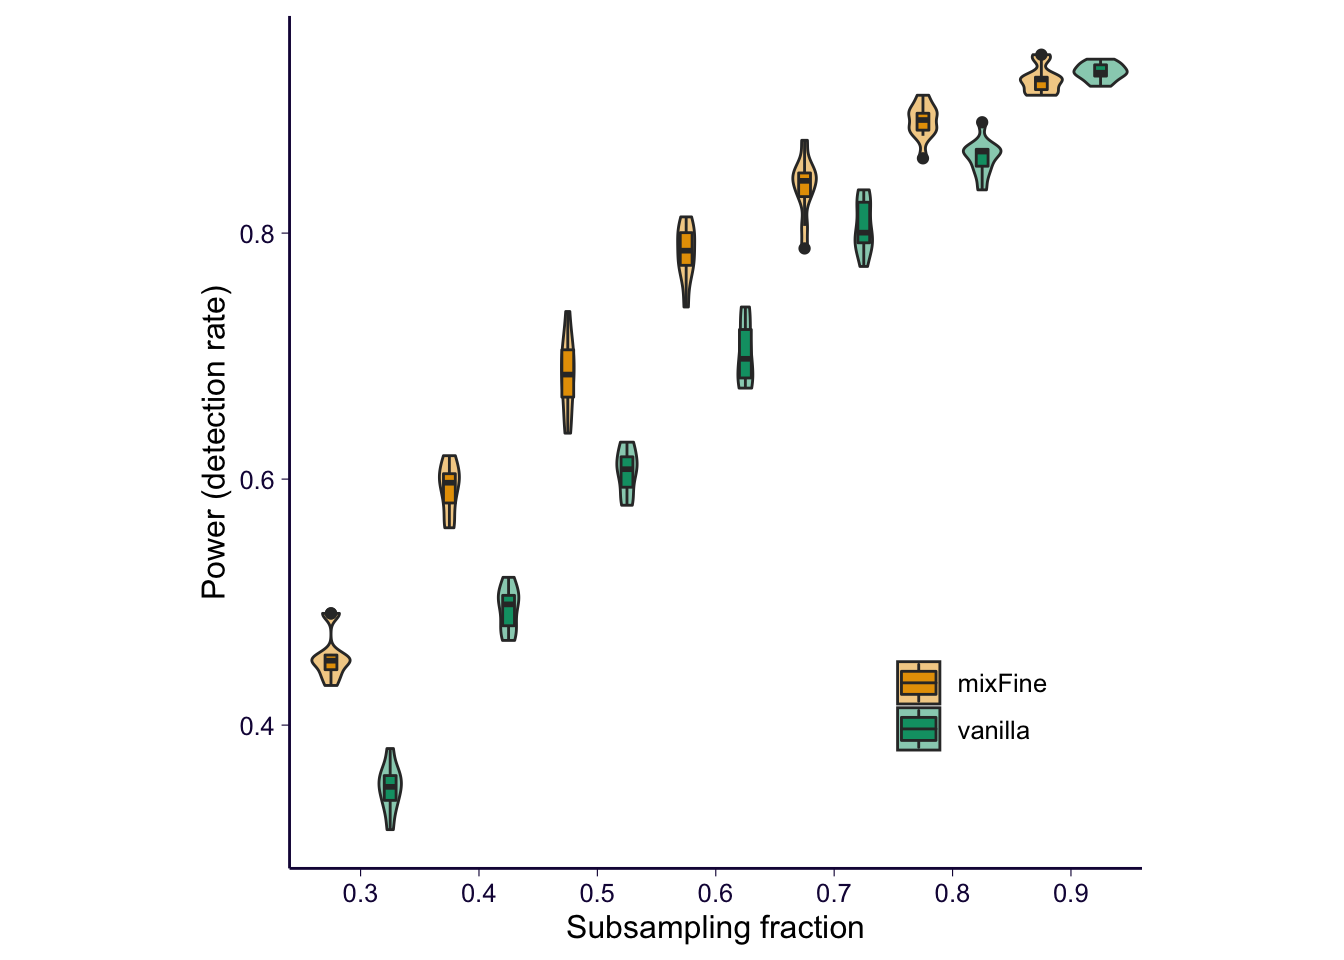 Power (detection rate)
0.8
0.6
0.4
mixFine
vanilla
0.3 0.4 0.5 0.6 0.7 0.8 0.9
Subsampling fraction